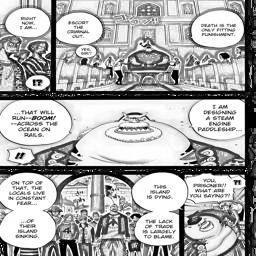 DEATH IS THE
ONLY FITTING
PUNISHMENT.
ESCORT
THE
CRIMINAL
OUT.
YES,
SIR!!
RIGHT
NOW,
I AM...
!?
I AM
DESIGNING
A STEAM
ENGINE
PADDLESHIP...
...THAT WILL
RUN--BOOM!
--ACROSS THE
OCEAN ON
RAILS.
!!
YOU,
PRISONER!!
WHAT ARE
YOU SAYING?!
THIS
ISLAND
IS DYING.
THE LACK
OF TRADE
IS LARGELY
TO BLAME.
ON TOP OF
THAT, THE
LOCALS LIVE
IN CONSTANT
FEAR...
...OF
THEIR
ISLAND
SINKING.